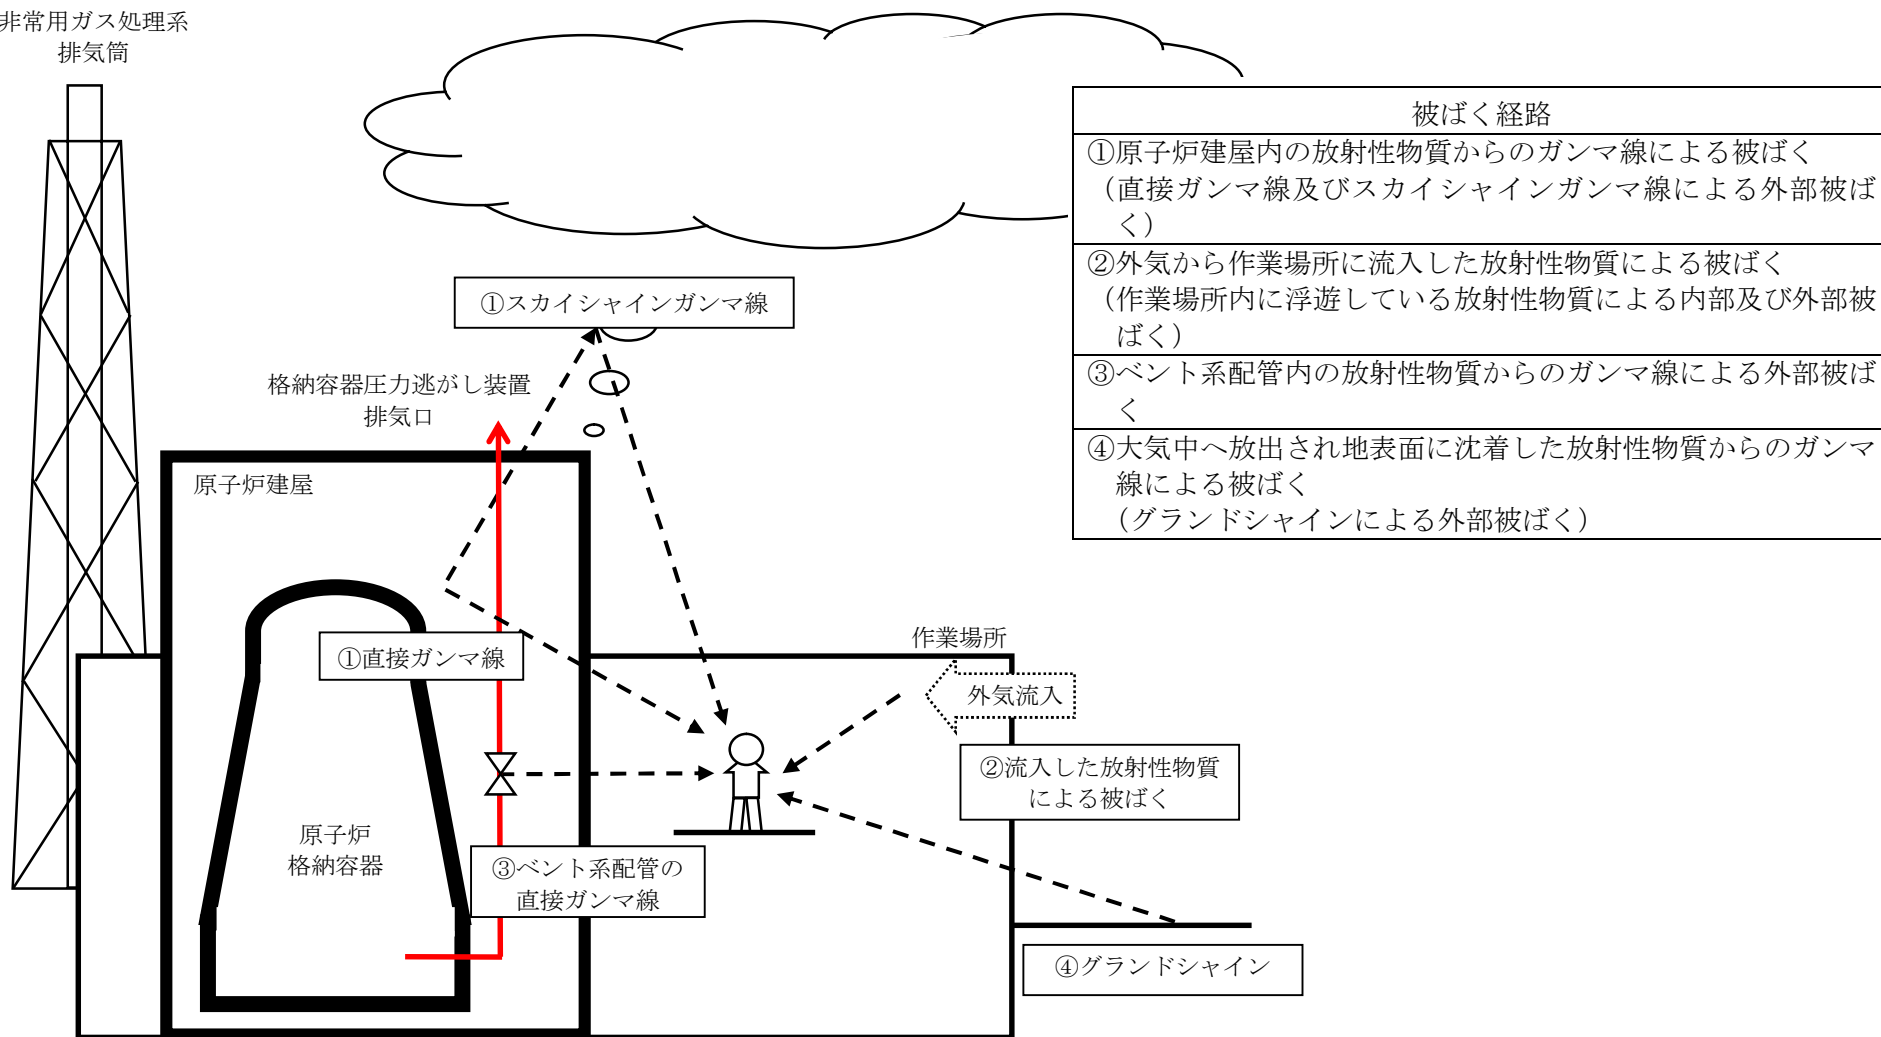 非常用ガス処理系
排気筒
被ばく経路
①原子炉建屋内の放射性物質からのガンマ線による被ばく
（直接ガンマ線及びスカイシャインガンマ線による外部被ば
く）
②外気から作業場所に流入した放射性物質による被ばく
（作業場所内に浮遊している放射性物質による内部及び外部被
ばく）
③ベント系配管内の放射性物質からのガンマ線による外部被ば
く
④大気中へ放出され地表面に沈着した放射性物質からのガンマ
線による被ばく
（グランドシャインによる外部被ばく）
①スカイシャインガンマ線
格納容器圧力逃がし装置
排気口
原子炉建屋
①直接ガンマ線
作業場所
外気流入
②流入した放射性物質
による被ばく
原子炉
格納容器
③ベント系配管の
直接ガンマ線
④グランドシャイン